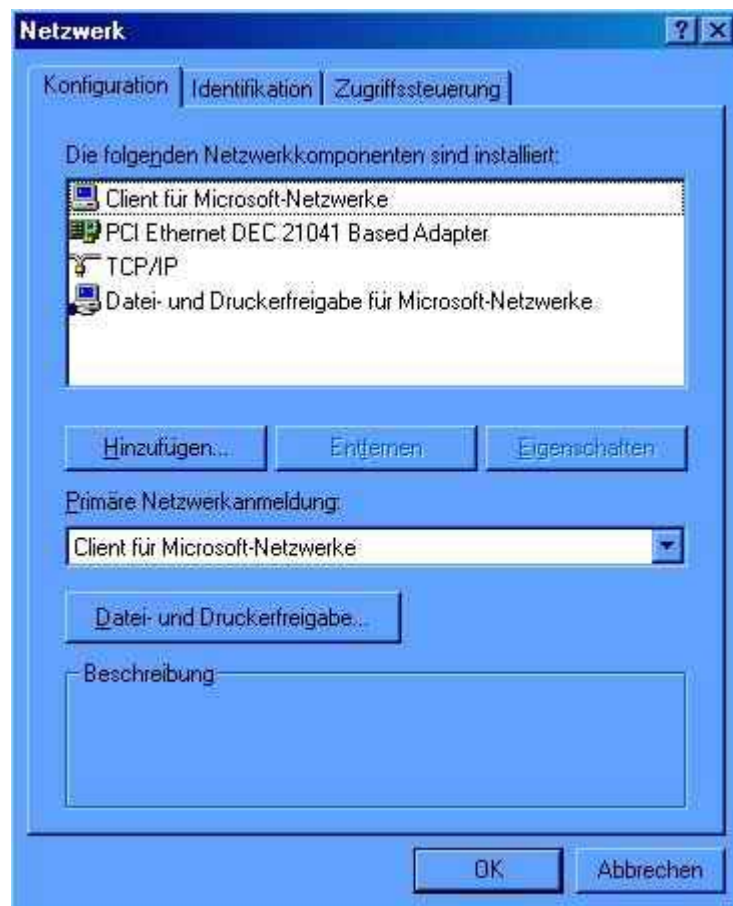 Netzwerk
Konfiguration Identifikation Zugriffssteuerung
Die folgenden Netzwerkkomponenten sind installiert:
Client für Microsoft-Netzwerke
PCI Ethernet DEC 21041 Based Adapter
TCP/IP
Datei- und Druckerfreigabe für Microsoft-Netzwerke
Hinzufügen... Entfernen Eigenschaften
Primäre Netzwerkanmeldung:
Client für Microsoft-Netzwerke
Datei- und Druckerfreigabe...
Beschreibung
OK Abbrechen